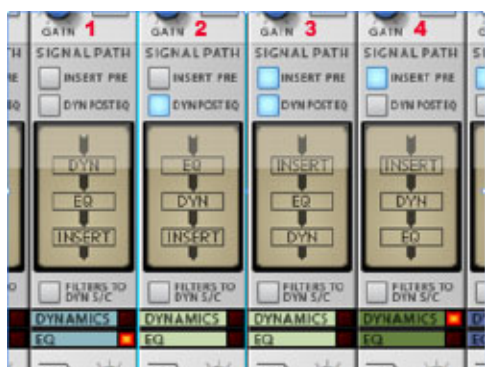 GAIN 1 GAIN 2 GAIN 3 GAIN 4
SIGNAL PATH SIGNAL PATH SIGNAL PATH SIGNAL PATH
INSERT PRE INSERT PRE INSERT PRE INSERT PRE
DYN POST EQ DYN POST EQ DYN POST EQ DYN POST EQ
DYN EQ INSERT INSERT
EQ DYN EQ DYN
INSERT INSERT DYN EQ
FILTERS TO FILTERS TO FILTERS TO FILTERS TO
DYN S/C DYN S/C DYN S/C DYN S/C
DYNAMICS DYNAMICS DYNAMICS DYNAMICS
EQ EQ EQ EQ